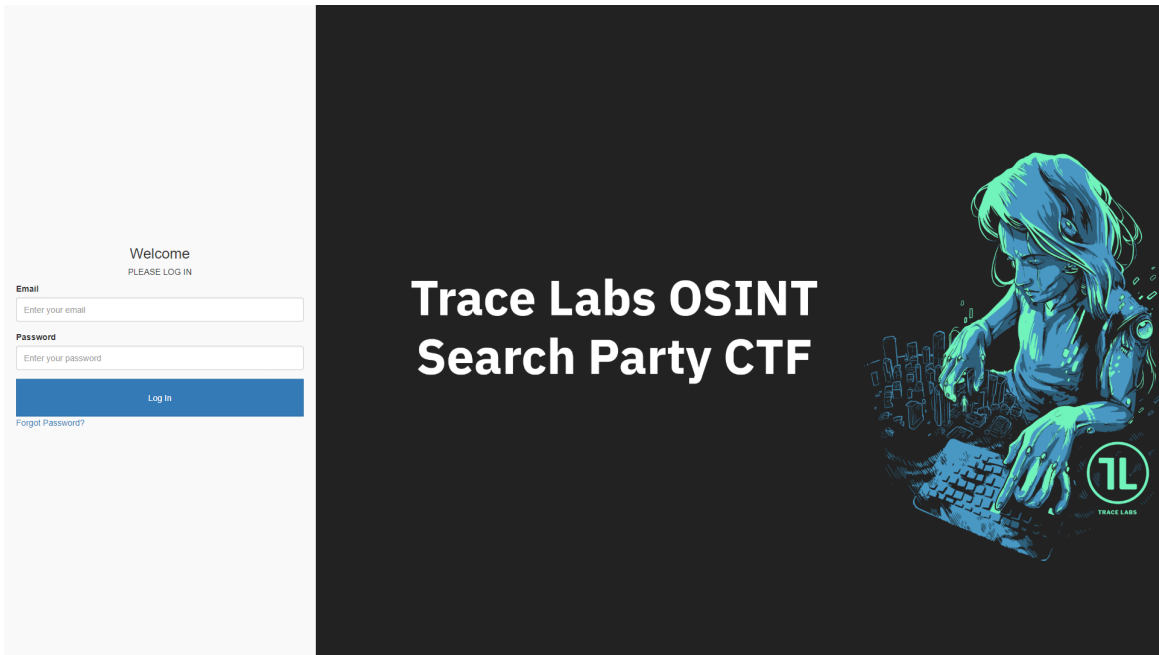 Welcome
PLEASE LOG IN
Email
Enter your email
Password
Enter your password
Log In
Forgot Password?
Trace Labs OSINT
Search Party CTF
TL
TRACE LABS